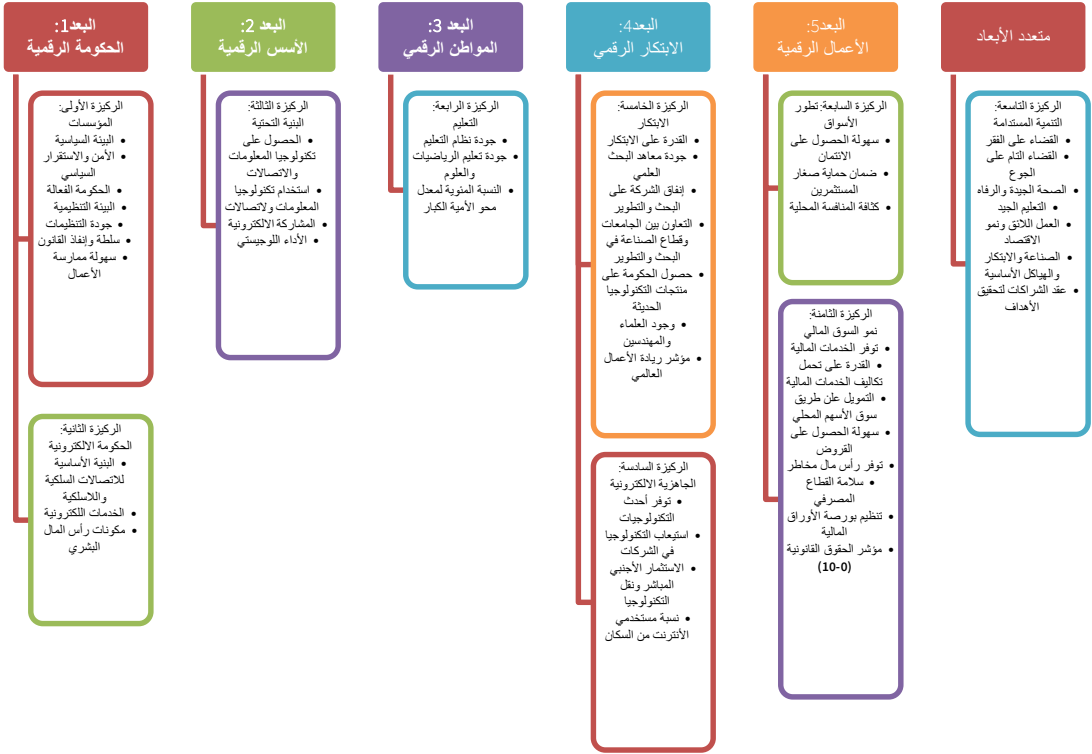 البعد1:
الحكومة الرقمية
الركيزة الأولى:
المؤسسات
• البيئة السياسية
• الأمن والاستقرار
السياسي
• الحكومة الفعالة
• البيئة التنظيمية
• جودة التنظيمات
• سلطة وإنفاذ القانون
• سهولة ممارسة
الأعمال
الركيزة الثانية:
الحكومة الالكترونية
• البنية الأساسية
للاتصالات السلكية
واللاسلكية
• الخدمات اللكترونية
• مكونات رأس المال
البشري
البعد 2:
الأسس الرقمية
الركيزة الثالثة:
البنية التحتية
• الحصول على
تكنولوجيا المعلومات
والاتصالات
• استخدام تكنولوجيا
المعلومات ولاتصالات
• المشاركة الالكترونية
• الأداء اللوجيستي
البعد 3:
المواطن الرقمي
الركيزة الرابعة:
التعليم
• جودة نظام التعليم
• جودة تعليم الرياضيات
والعلوم
• النسبة المئوية لمعدل
محو الأمية الكبار
البعد4:
الابتكار الرقمي
الركيزة الخامسة:
الابتكار
• القدرة على الابتكار
• جودة معاهد البحث
العلمي
• إنفاق الشركة على
البحث والتطوير
• التعاون بين الجامعات
وقطاع الصناعة في
البحث والتطوير
• حصول الحكومة على
منتجات التكنولوجيا
الحديثة
• وجود العلماء
والمهندسين
• مؤشر ريادة الأعمال
العالمي
الركيزة السادسة:
الجاهزية الالكترونية
• توفر أحدث
التكنولوجيات
• استيعاب التكنولوجيا
في الشركات
• الاستثمار الأجنبي
المباشر ونقل
التكنولوجيا
• نسبة مستخدمي
الأنترنت من السكان
البعد5:
الأعمال الرقمية
الركيزة السابعة: تطور
الأسواق
• سهولة الحصول على
الائتمان
• ضمان حماية صغار
المستثمرين
• كثافة المنافسة المحلية
الركيزة الثامنة:
نمو السوق المالي
• توفر الخدمات المالية
• القدرة على تحمل
تكاليف الخدمات المالية
• التمويل علن طريق
سوق الأسهم المحلي
• سهولة الحصول على
القروض
• توفر رأس مال مخاطر
• سلامة القطاع
المصرفي
• تنظيم بورصة الأوراق
المالية
• مؤشر الحقوق القانونية
(10-0)
متعدد الأبعاد
الركيزة التاسعة:
التنمية المستدامة
• القضاء على الفقر
• القضاء التام على
الجوع
• الصحة الجيدة والرفاه
• التعليم الجيد
• العمل اللائق ونمو
الاقتصاد
• الصناعة والابتكار
والهياكل الأساسية
• عقد الشراكات لتحقيق
الأهداف